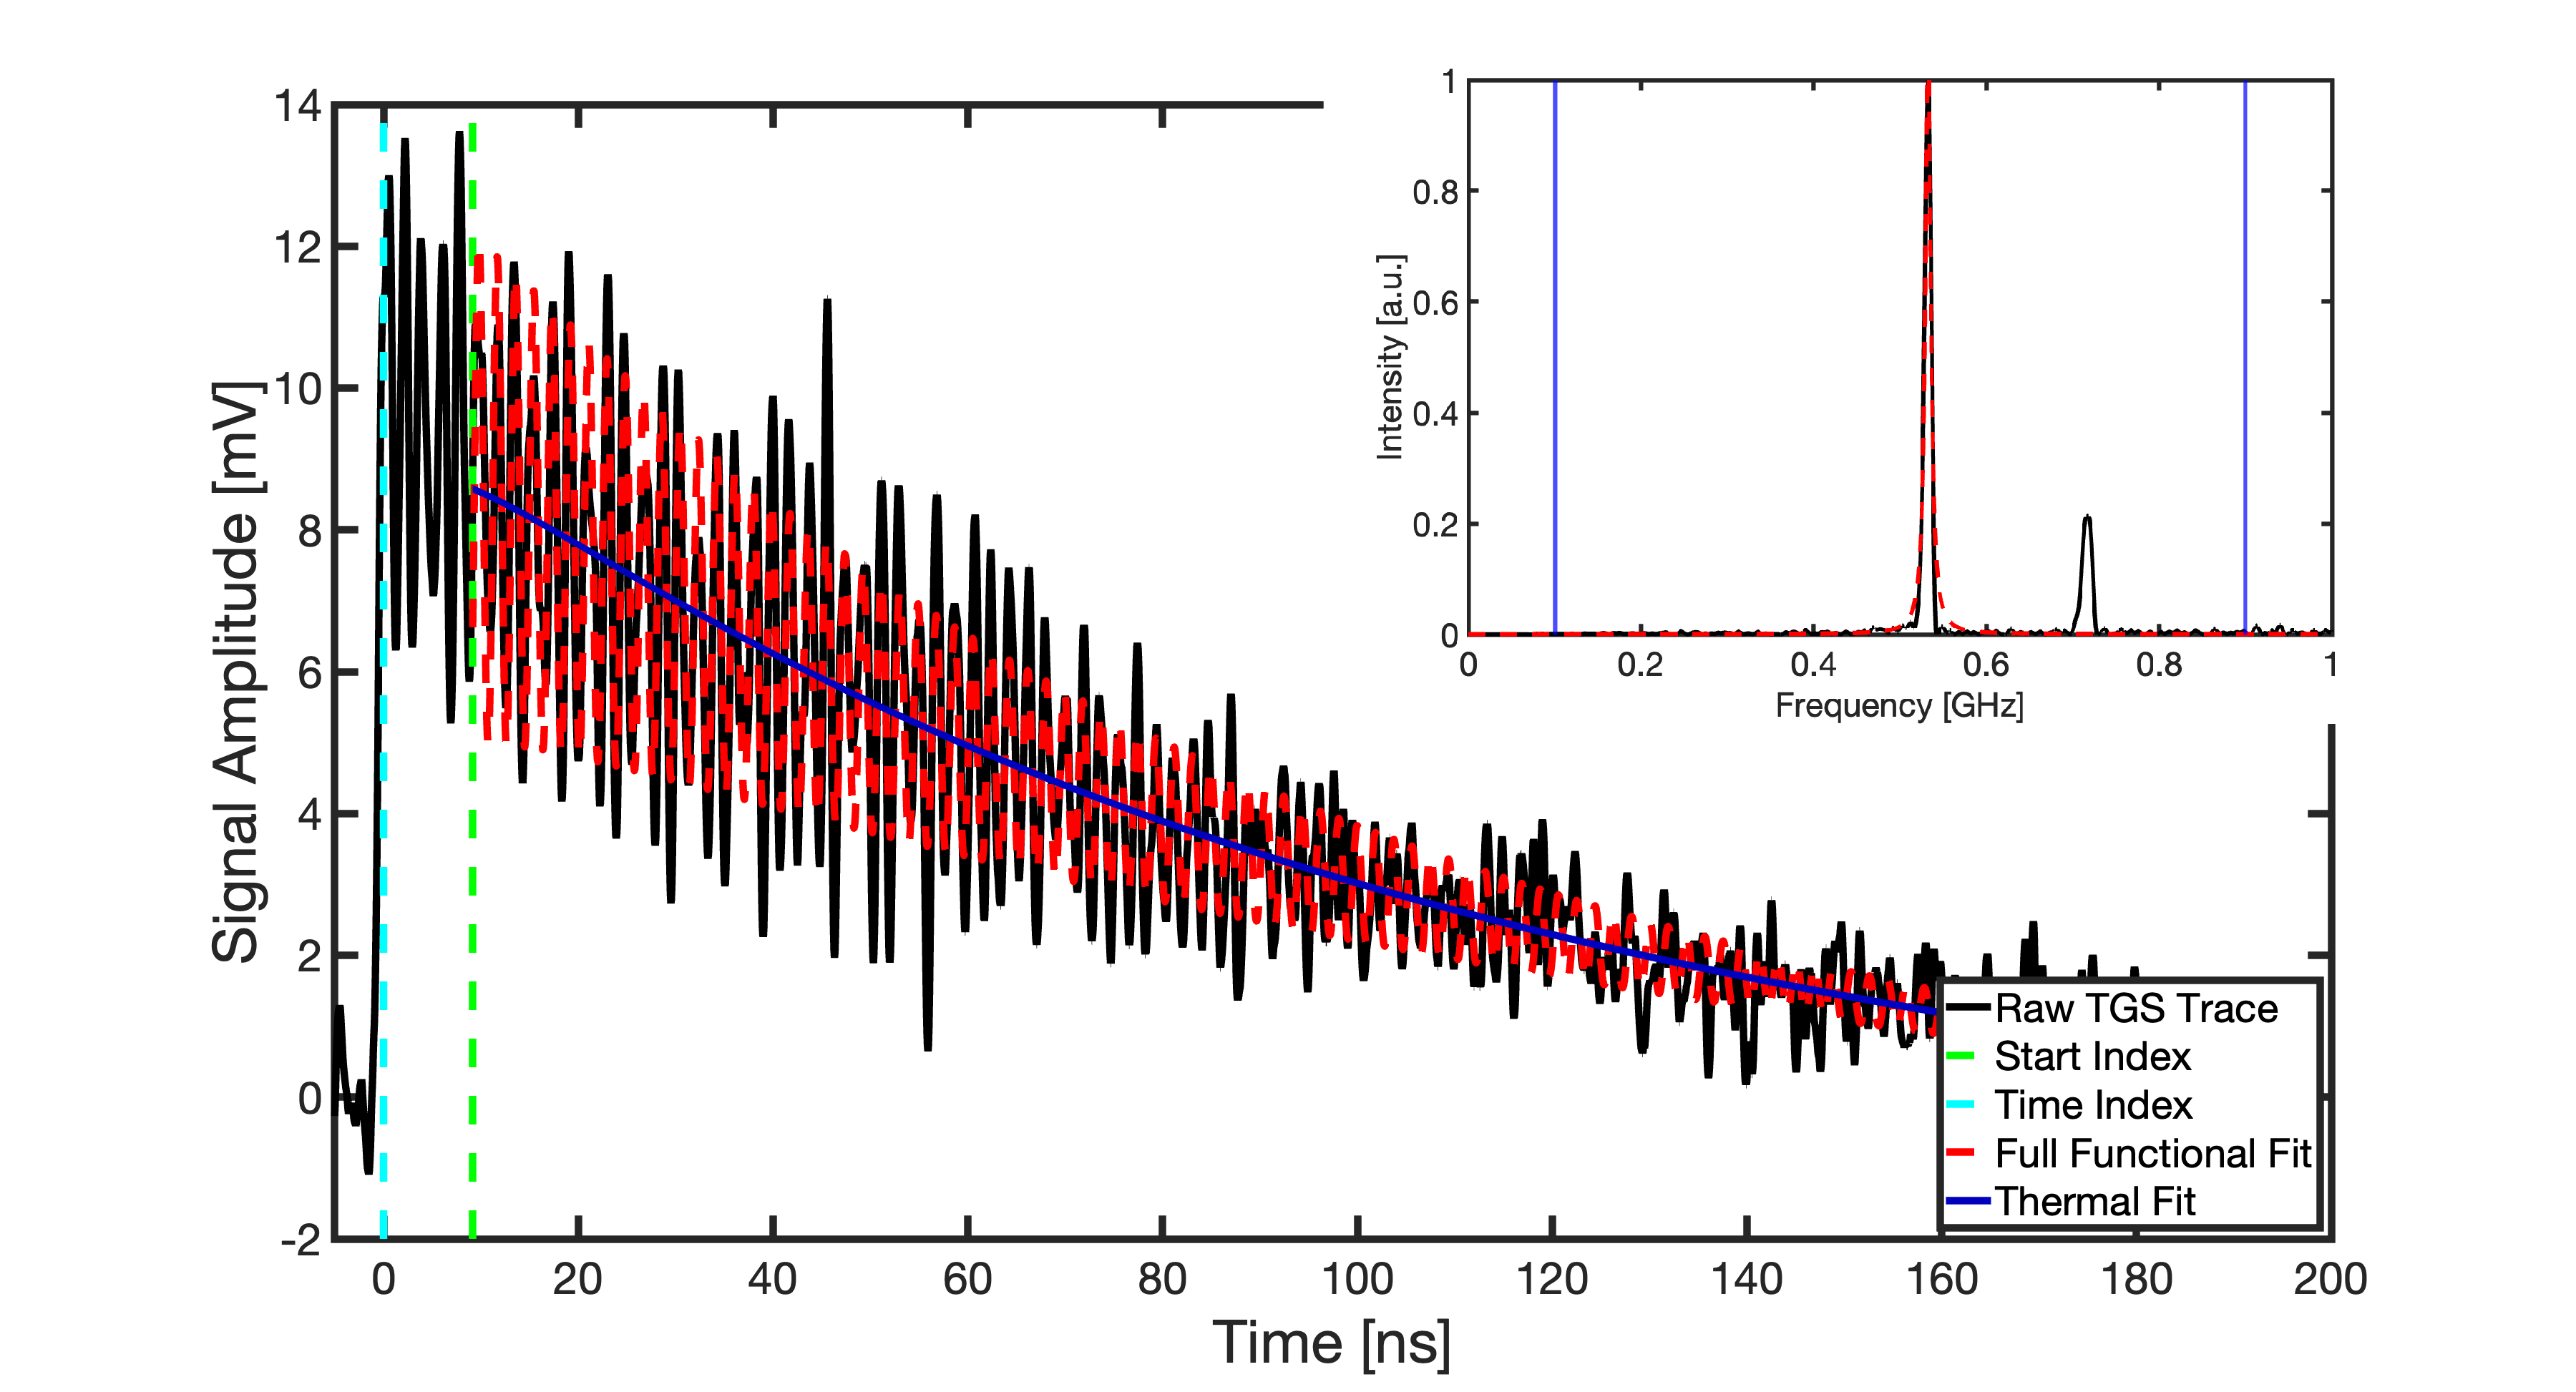 14
12
10
8
6
4
2
0
-2
Signal Amplitude [mV]
0 20 40 60 80 100 120 140 160 180 200
Time [ns]
1
0.8
0.6
0.4
0.2
0
Intensity [a.u.]
0 0.2 0.4 0.6 0.8 1
Frequency [GHz]
Raw TGS Trace
Start Index
Time Index
Full Functional Fit
Thermal Fit